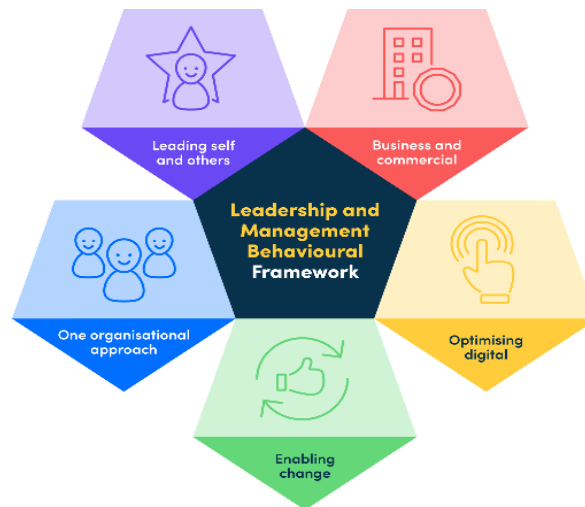 Leading self
and others
Business and
commercial
Leadership and
Management
Behavioural
Framework
One organisational
approach
Optimising
digital
Enabling
change